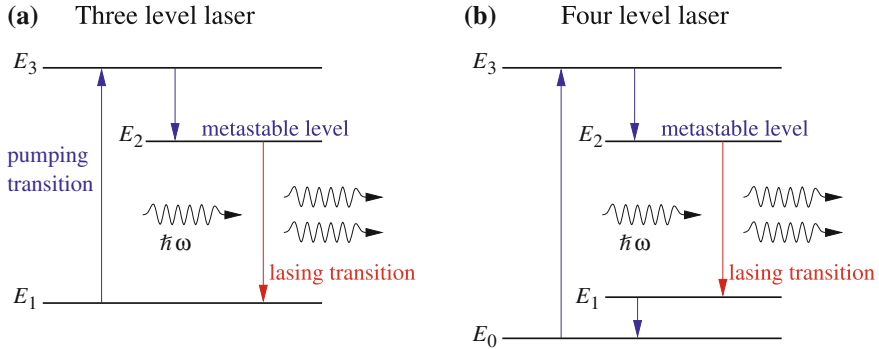 (a) Three level laser
E3
E2 metastable level
pumping
transition
ħω
lasing transition
E1
(b) Four level laser
E3
E2 metastable level
ħω
lasing transition
E1
E0